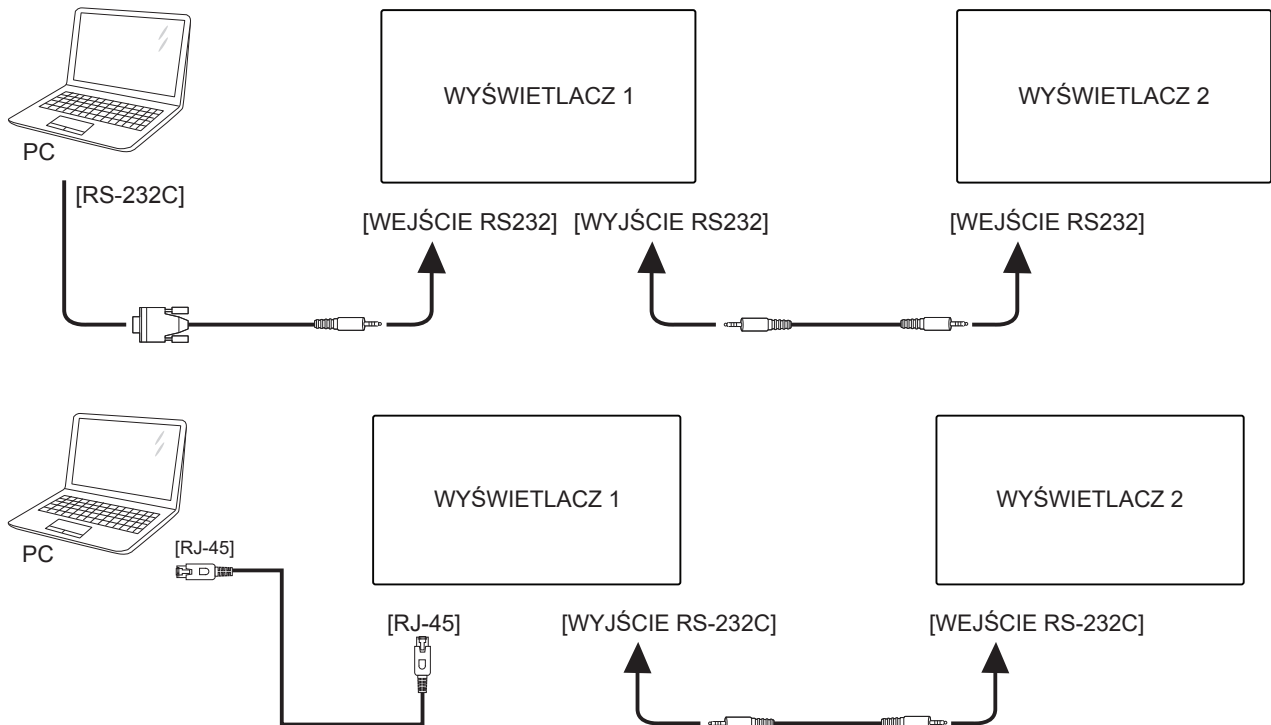 WYŚWIETLACZ 1
WYŚWIETLACZ 2
PC
[RS-232C]
[WEJŚCIE RS232]
[WYJŚCIE RS232]
[WEJŚCIE RS232]
WYŚWIETLACZ 1
WYŚWIETLACZ 2
PC
[RJ-45]
[RJ-45]
[WYJŚCIE RS-232C]
[WEJŚCIE RS-232C]